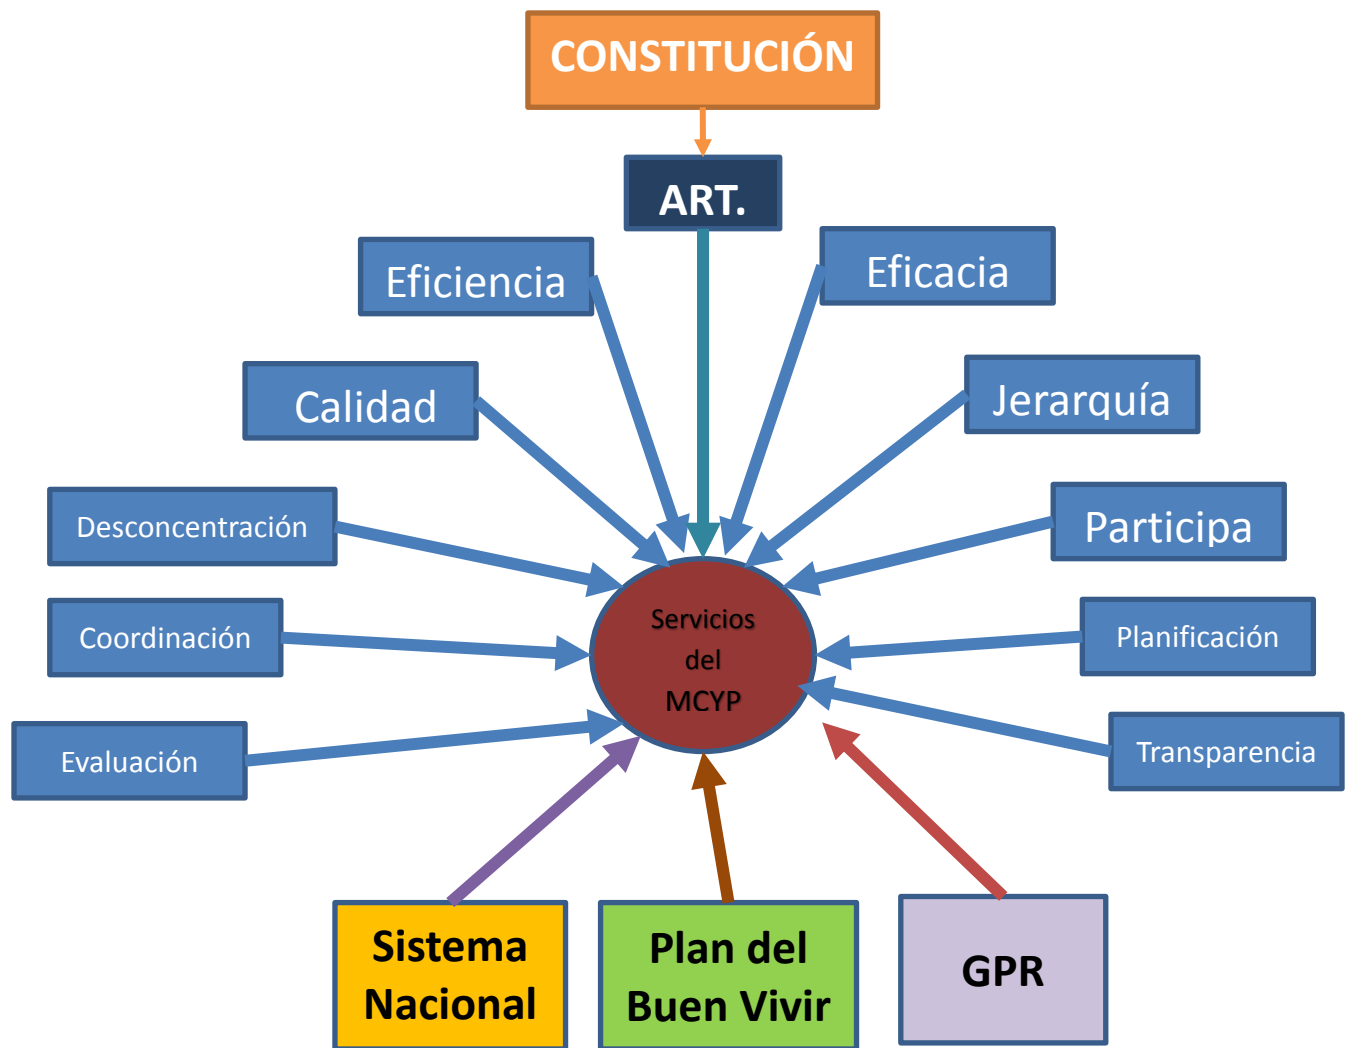 CONSTITUCIÓN
ART.
Eficiencia
Eficacia
Calidad
Jerarquía
Desconcentración
Participa
Coordinación
Servicios
del
MCYP
Planificación
Evaluación
Transparencia
Sistema
Nacional
Plan del
Buen Vivir
GPR